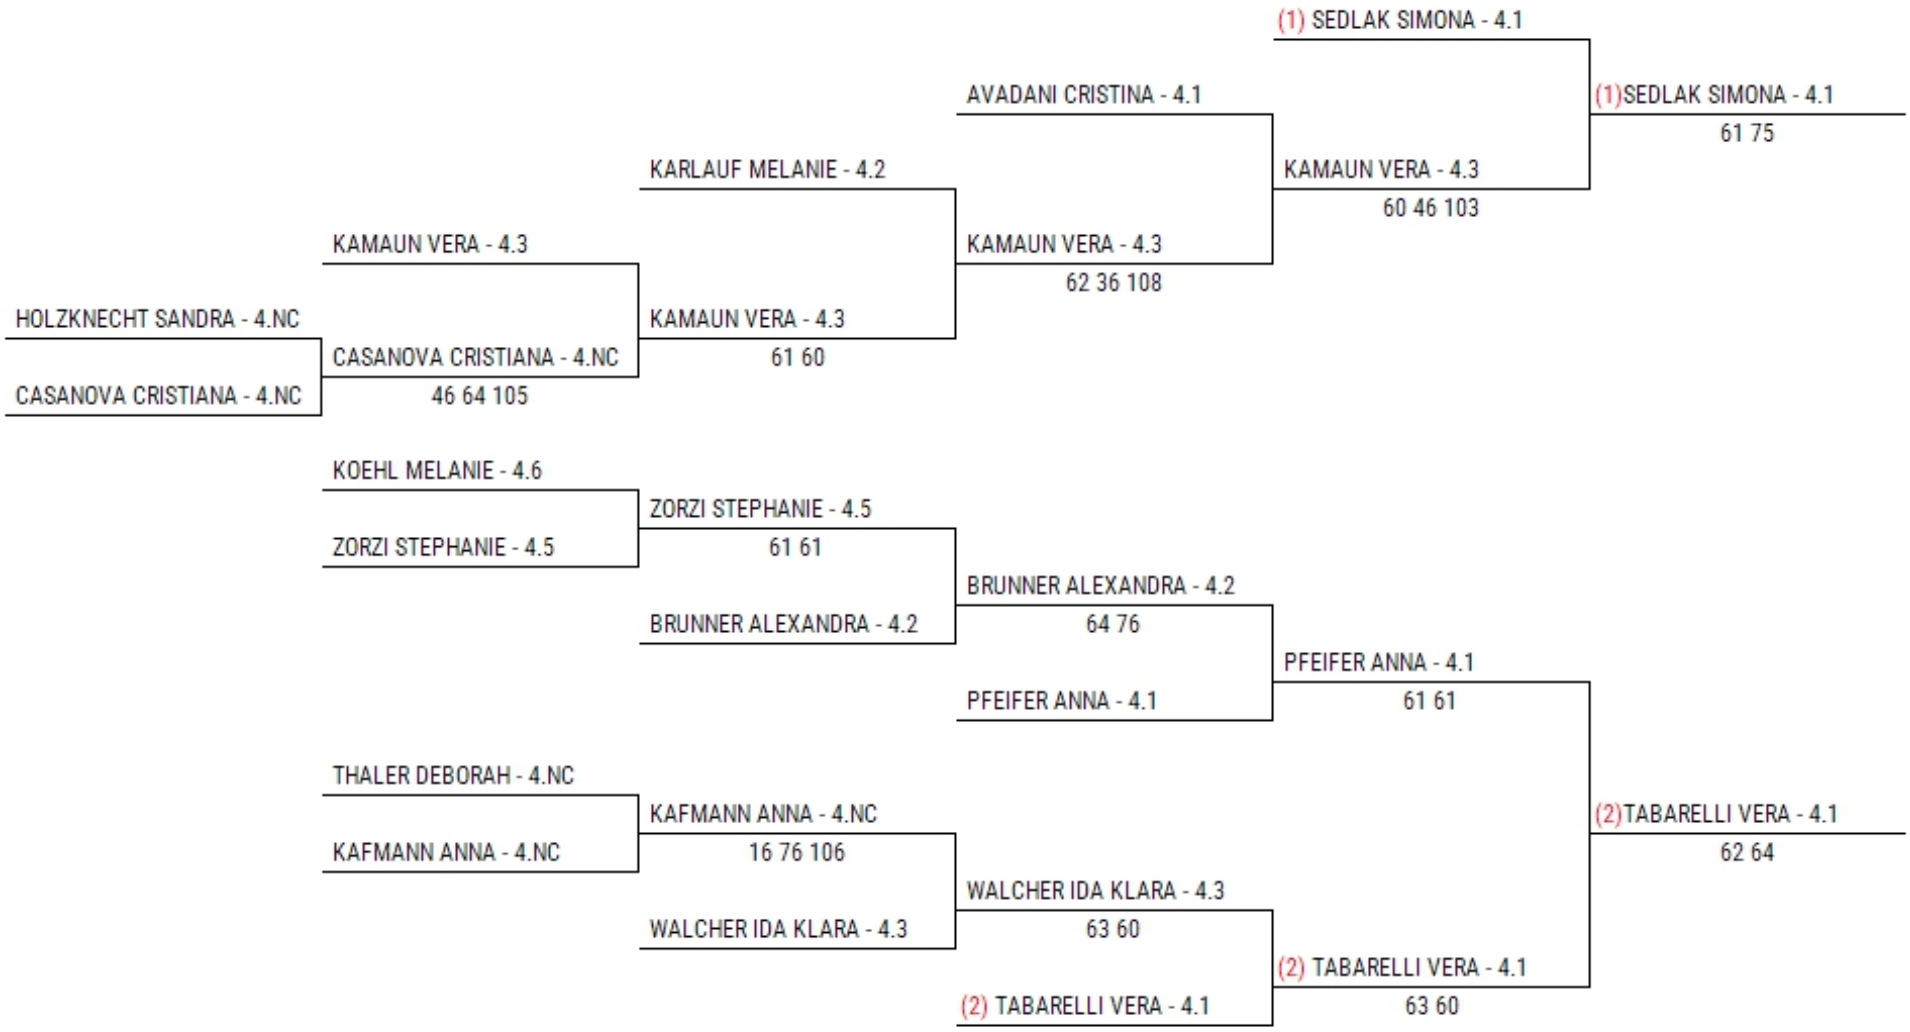 (1) SEDLAK SIMONA - 4.1
AVADANI CRISTINA - 4.1
(1)SEDLAK SIMONA - 4.1
61 75
KARLAUF MELANIE - 4.2
KAMAUN VERA - 4.3
60 46 103
KAMAUN VERA - 4.3
KAMAUN VERA - 4.3
62 36 108
HOLZKNECHT SANDRA - 4.NC
KAMAUN VERA - 4.3
61 60
CASANOVA CRISTIANA - 4.NC
46 64 105
CASANOVA CRISTIANA - 4.NC
KOEHL MELANIE - 4.6
ZORZI STEPHANIE - 4.5
61 61
ZORZI STEPHANIE - 4.5
BRUNNER ALEXANDRA - 4.2
64 76
BRUNNER ALEXANDRA - 4.2
PFEIFER ANNA - 4.1
61 61
PFEIFER ANNA - 4.1
THALER DEBORAH - 4.NC
KAFMANN ANNA - 4.NC
16 76 106
(2)TABARELLI VERA - 4.1
62 64
KAFMANN ANNA - 4.NC
WALCHER IDA KLARA - 4.3
63 60
WALCHER IDA KLARA - 4.3
(2) TABARELLI VERA - 4.1
63 60
(2) TABARELLI VERA - 4.1